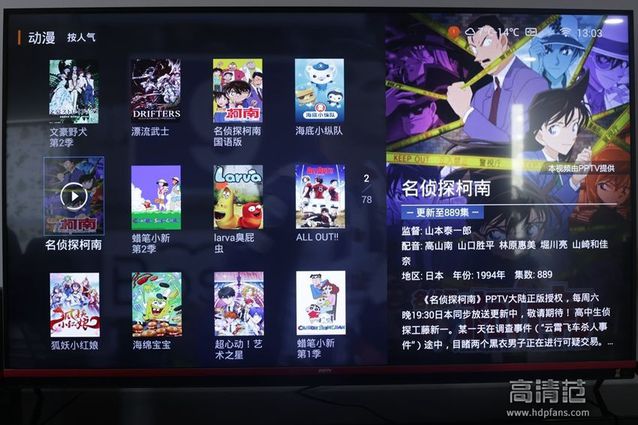 动漫 按人气
7℃-14℃ 13:03
文豪野犬
第2季
DRIFTERS
漂流武士
柯南
名侦探柯南
国语版
海底小纵队
海底小纵队
KEEP OUT
本视频由PPTV提供
柯南
名侦探柯南
蜡笔小新
第2季
Larva
larva臭屁
虫
ALL OUT!!
2
/78
狐妖小红娘
海绵宝宝
超心动！艺
术之星
蜡笔小新
第1季
名侦探柯南
更新至889集
监督: 山本泰一郎
配音: 高山南 山口胜平 林原惠美 堀川亮 山崎和佳
奈
地区: 日本 年份: 1994年 集数: 889
《名侦探柯南》PPTV大陆正版授权，每周六
晚19:30日本同步放送更新中，敬请期待！高中生侦
探工藤新一。某一天在调查事件(“云霄飞车杀人事
件”)途中，目睹两个黑衣男子正在进行可疑交易。...
PPTV
高清范
www.hdpfans.com